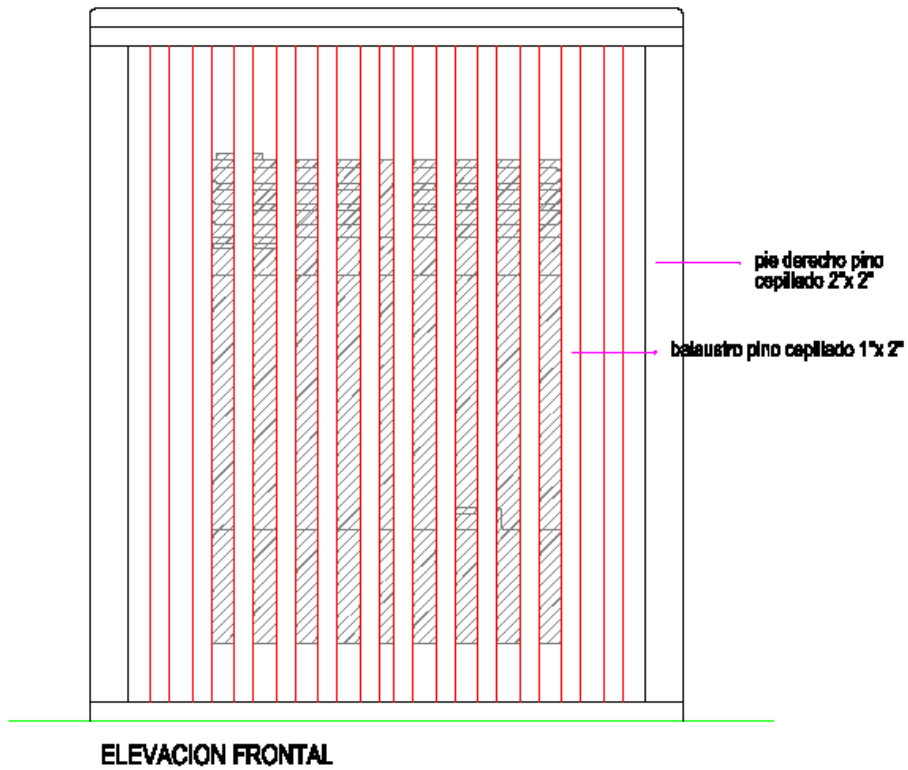 pie derecho pino
cepillado 2"x 2"
balaustro pino cepillado 1"x 2"
ELEVACION FRONTAL